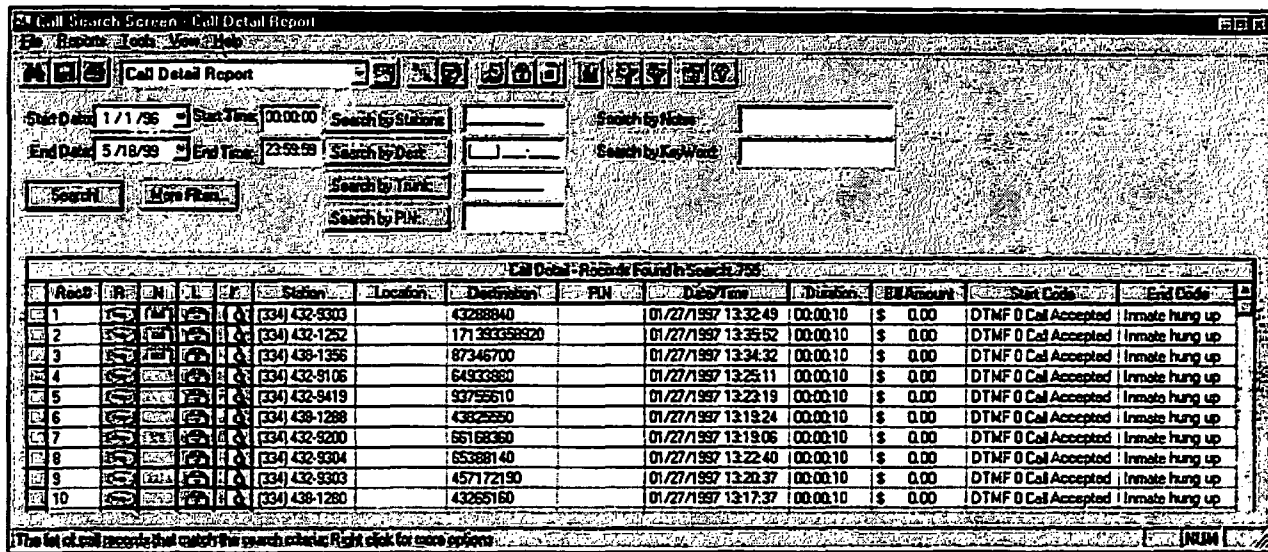 Call Search Screen - Call Detail Report
File Reports Tools View Help
Call Detail Report
Start Date: 1 / 1 /96 Start Time: 00:00:00 Search by Stations Search by Notes
End Date: 5 /18/99 End Time: 23:59:59 Search by Dest: Search by KeyWord:
Search! More Filters... Search by Trunk:
Search by PIN:
Call Detail - Records Found in Search: 755
Rec# R N L Station Location Destination PIN Date/Time Duration Bill Amount Start Code End Code
1 (334) 432-9303 43288840 01/27/1997 13:32:49 00:00:10 $ 0.00 DTMF 0 Call Accepted Inmate hung up
2 (334) 432-1252 171393358920 01/27/1997 13:35:52 00:00:10 $ 0.00 DTMF 0 Call Accepted Inmate hung up
3 (334) 438-1356 87346700 01/27/1997 13:34:32 00:00:10 $ 0.00 DTMF 0 Call Accepted Inmate hung up
4 (334) 432-9106 64933860 01/27/1997 13:25:11 00:00:10 $ 0.00 DTMF 0 Call Accepted Inmate hung up
5 (334) 432-9419 93755610 01/27/1997 13:23:19 00:00:10 $ 0.00 DTMF 0 Call Accepted Inmate hung up
6 (334) 439-1288 43825550 01/27/1997 13:19:24 00:00:10 $ 0.00 DTMF 0 Call Accepted Inmate hung up
7 (334) 432-9200 66168360 01/27/1997 13:19:06 00:00:10 $ 0.00 DTMF 0 Call Accepted Inmate hung up
8 (334) 432-9304 65388140 01/27/1997 13:22:40 00:00:10 $ 0.00 DTMF 0 Call Accepted Inmate hung up
9 (334) 432-9303 457172190 01/27/1997 13:20:37 00:00:10 $ 0.00 DTMF 0 Call Accepted Inmate hung up
10 (334) 438-1280 43265160 01/27/1997 13:17:37 00:00:10 $ 0.00 DTMF 0 Call Accepted Inmate hung up
The list of call records that match the search criteria; Right click for more options NUM